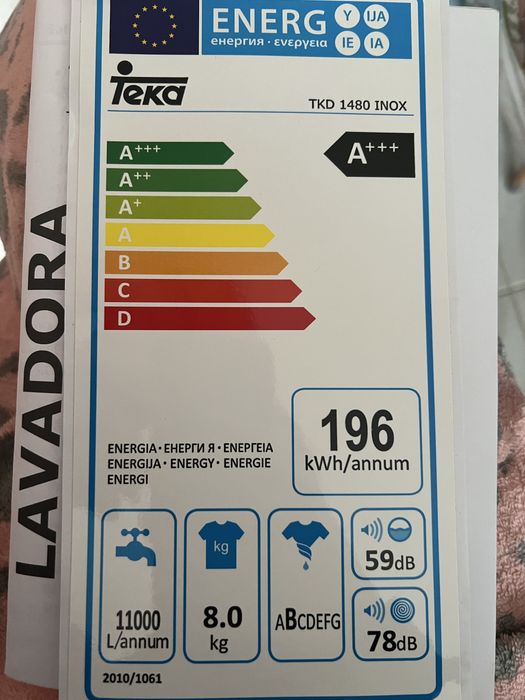 ENERG
енергия · ενεργεια
Y IJA
IE IA
Teka
TKD 1480 INOX
A+++
A+++
A++
A+
A
B
C
D
LAVADORA
196
kWh/annum
ENERGIA · ЕНЕРГИ Я · ΕΝΕΡΓΕΙΑ
ENERGIJA · ENERGY · ENERGIE
ENERGI
11000
L/annum
kg
8.0
kg
ABCDEFG
59dB
78dB
2010/1061